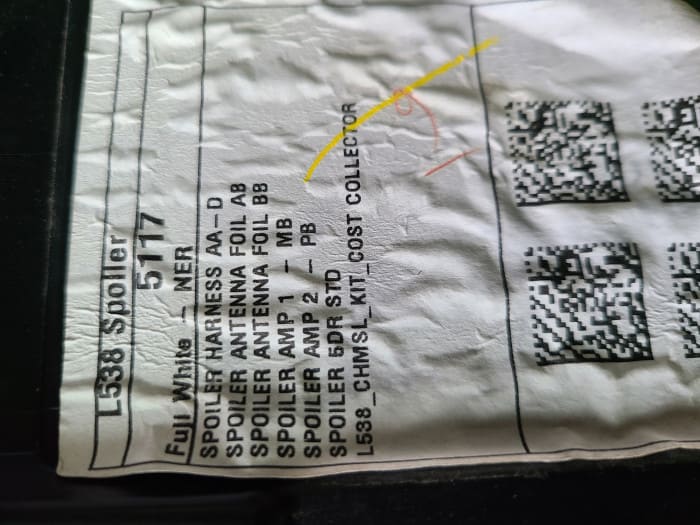 L538 Spoiler
5117
Fuji White - NER
SPOILER HARNESS AA-D
SPOILER ANTENNA FOIL AB
SPOILER ANTENNA FOIL BB
SPOILER AMP 1 - MB
SPOILER AMP 2 - PB
SPOILER 5DR STD
L538_CHMSL_KIT_COST COLLECTOR